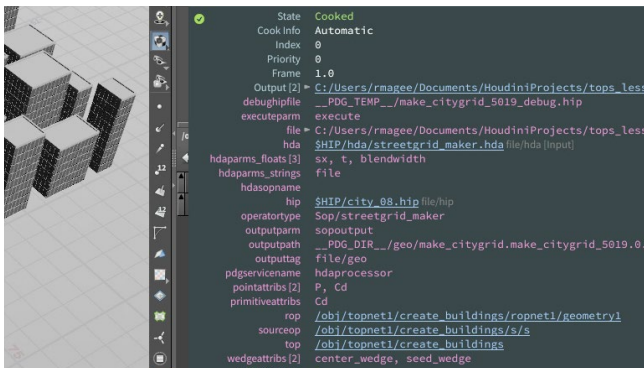 State Cooked
Cook Info Automatic
Index 0
Priority 0
Frame 1.0
Output [2] C:/Users/rmagee/Documents/HoudiniProjects/tops_less
debughipfile __PDG_TEMP__/make_citygrid_5019_debug.hip
executeparm execute
file C:/Users/rmagee/Documents/HoudiniProjects/tops_less
hda $HIP/hda/streetgrid_maker.hda file/hda [Input]
hdaparms_floats [3] sx, t, blendwidth
hdaparms_strings file
hdasopname
hip $HIP/city_08.hip file/hip
operatortype Sop/streetgrid_maker
outputparm sopoutput
outputpath __PDG_DIR__/geo/make_citygrid.make_citygrid_5019.0.
outputtag file/geo
pdgservicename hdaprocessor
pointattribs [2] P, Cd
primitiveattribs Cd
rop /obj/topnet1/create_buildings/ropnet1/geometry1
sourceop /obj/topnet1/create_buildings/s/s
top /obj/topnet1/create_buildings
wedgeattribs [2] center_wedge, seed_wedge
12
12